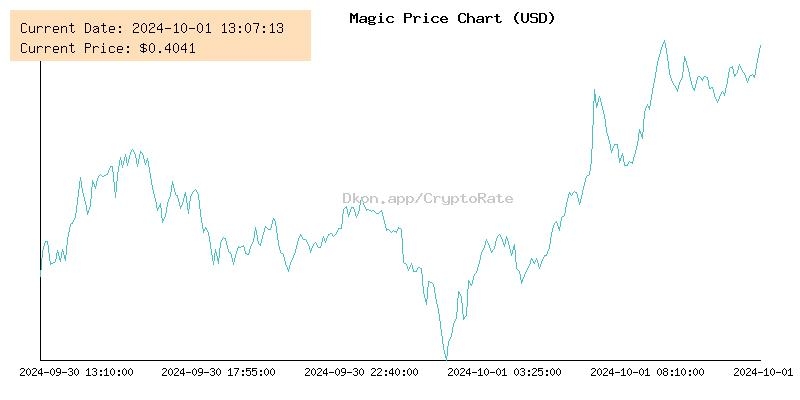 Magic Price Chart (USD)
Current Date: 2024-10-01 13:07:13
Current Price: $0.4041
Dkon.app/CryptoRate
2024-09-30 13:10:00 2024-09-30 17:55:00 2024-09-30 22:40:00 2024-10-01 03:25:00 2024-10-01 08:10:00 2024-10-01